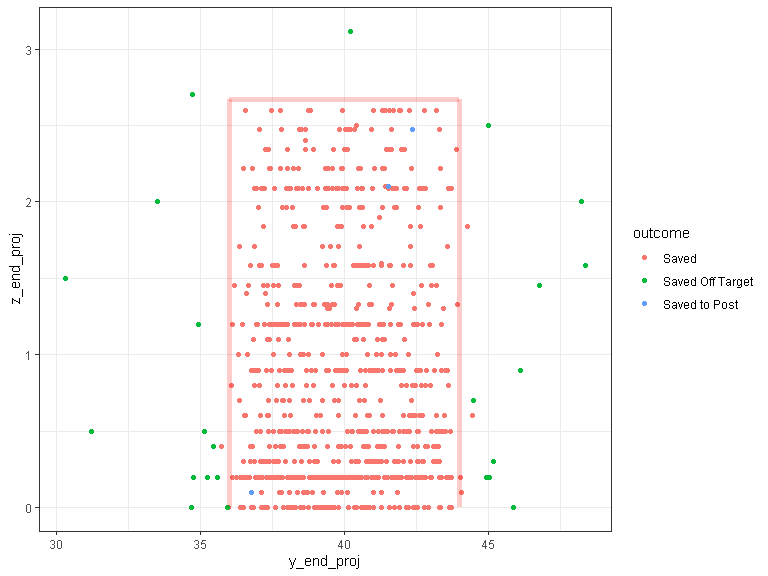 3
2
1
0
30
35
40
45
y_end_proj
z_end_proj
outcome
Saved
Saved Off Target
Saved to Post